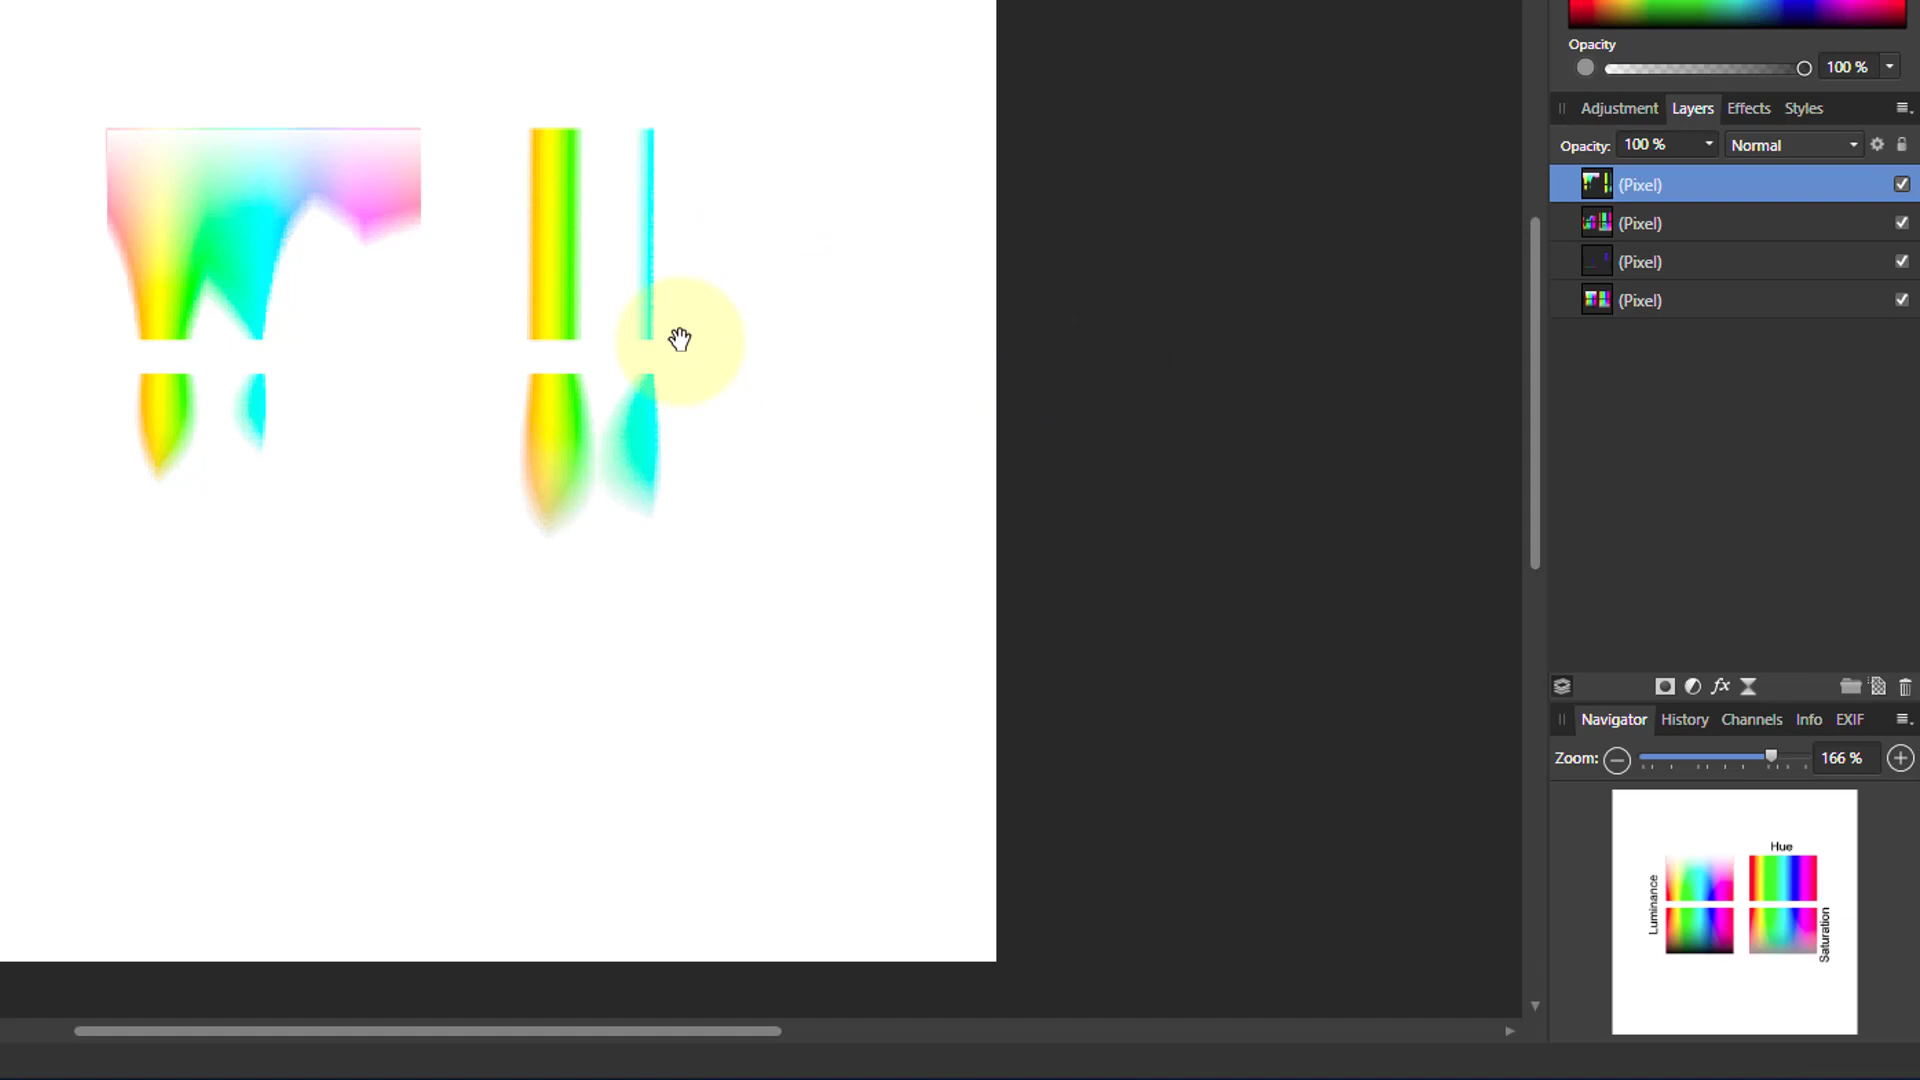 Opacity
100 %
Adjustment Layers Effects Styles
Opacity: 100 % Normal
(Pixel)
(Pixel)
(Pixel)
(Pixel)
fx
Navigator History Channels Info EXIF
Zoom: 166 %
Hue
Luminance
Saturation